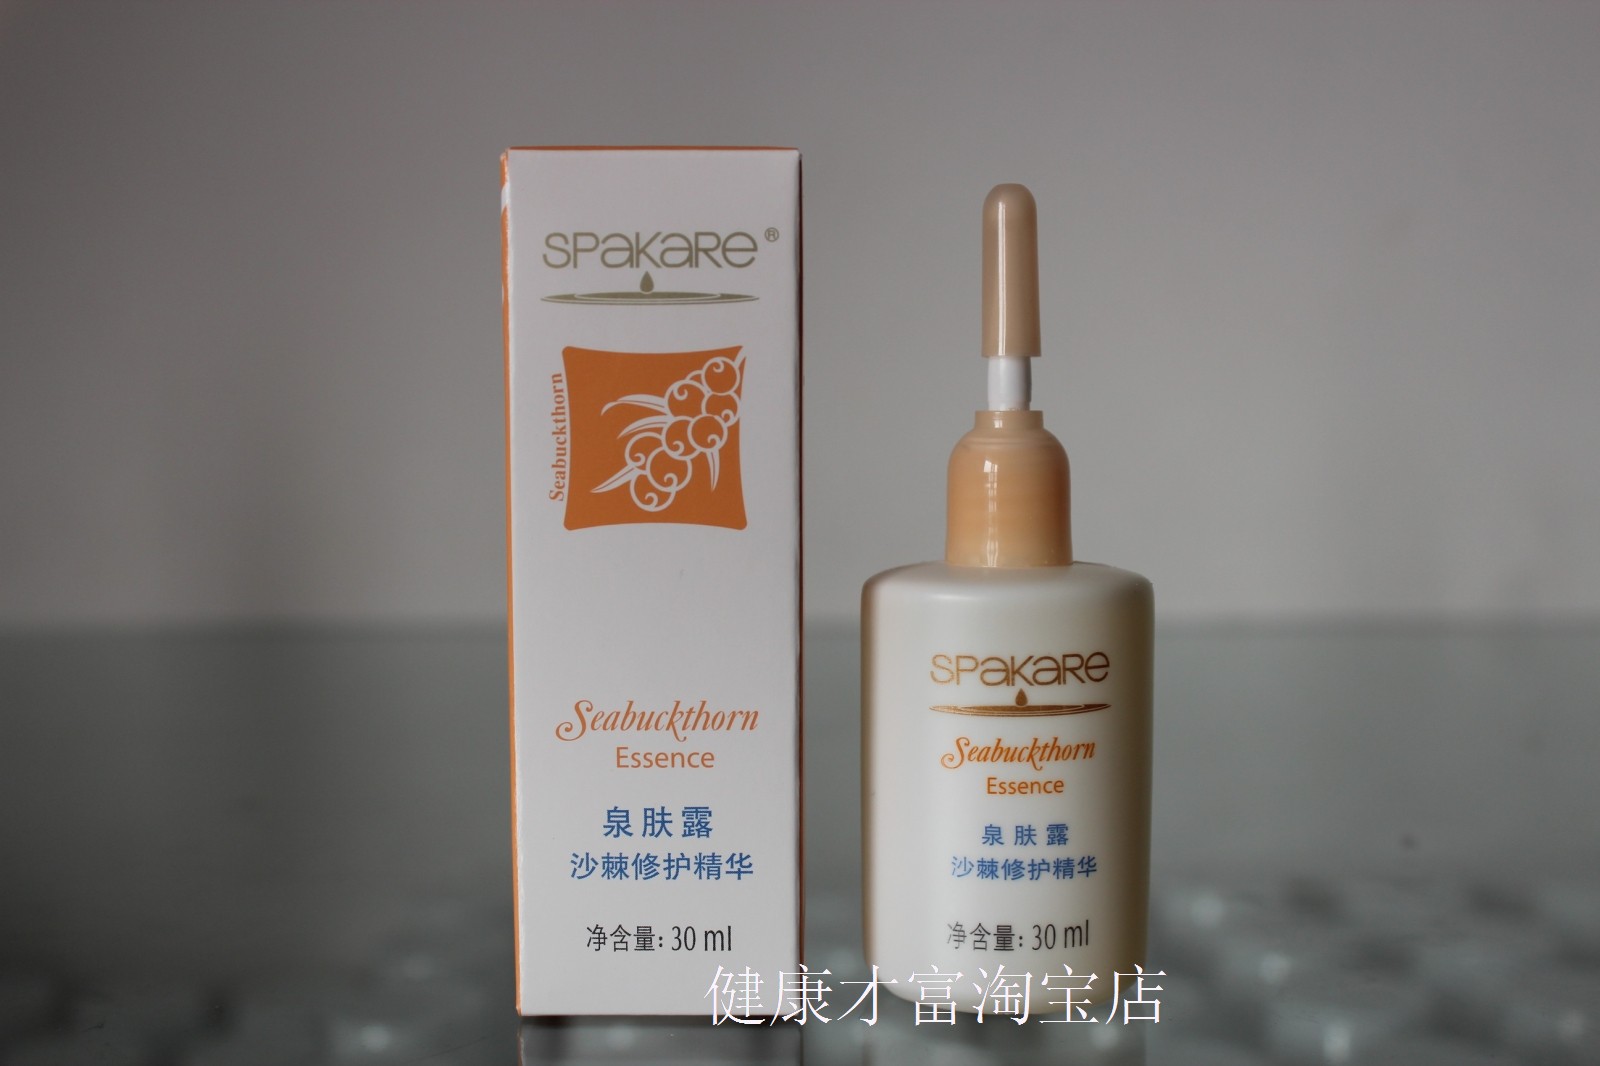 SPAKARE®
Seabuckthorn
Seabuckthorn
Essence
泉肤露
沙棘修护精华
净含量: 30 ml
SPAKARE
Seabuckthorn
Essence
泉肤露
沙棘修护精华
净含量: 30 ml
健康才富淘宝店